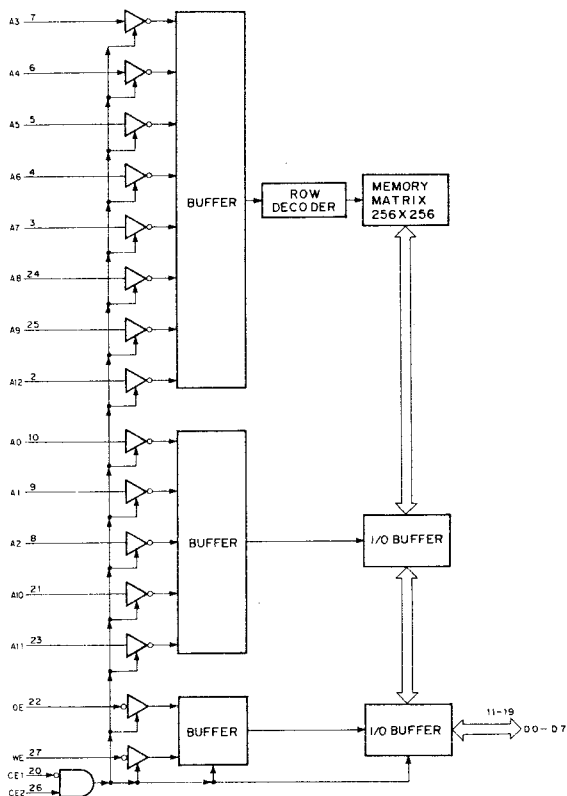 A3 7
A4 6
A5 5
A6 4
A7 3
A8 24
A9 25
A12 2
BUFFER
ROW
DECODER
MEMORY
MATRIX
256X256
A0 10
A1 9
A2 8
A10 21
A11 23
BUFFER
I/O BUFFER
OE 22
WE 27
CE1 20
CE2 26
BUFFER
I/O BUFFER
11-19
D0-D7